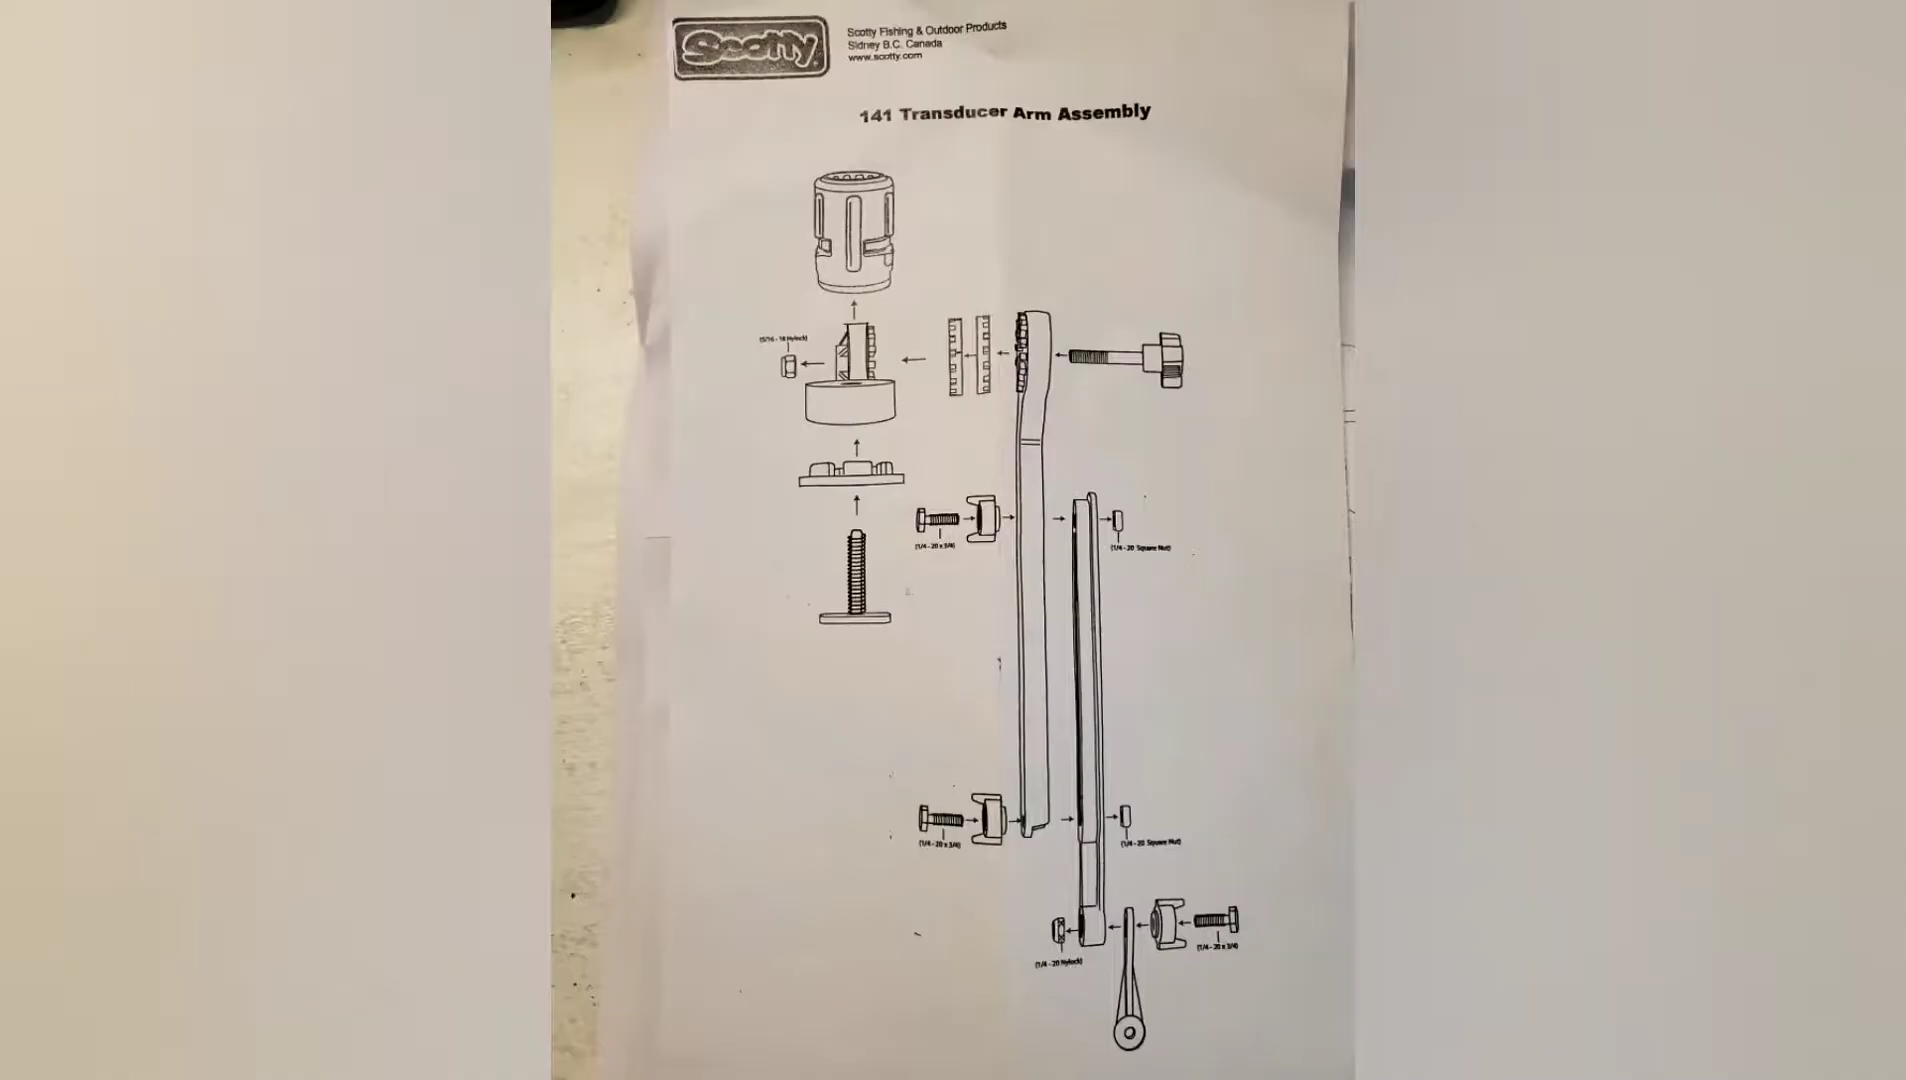 Scotty
Scotty Fishing & Outdoor Products
Sidney B.C. Canada
www.scotty.com
141 Transducer Arm Assembly
(5/16 - 18 Nylock)
(1/4 - 20 x 3/4)
(1/4 - 20 Square Nut)
(1/4 - 20 x 3/4)
(1/4 - 20 Square Nut)
(1/4 - 20 x 3/4)
(1/4 - 20 Nylock)